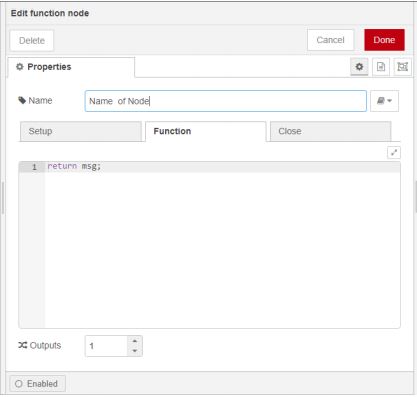 Edit function node
Delete Cancel Done
Properties
Name Name of Node
Setup Function Close
1 return msg;
Outputs 1
Enabled